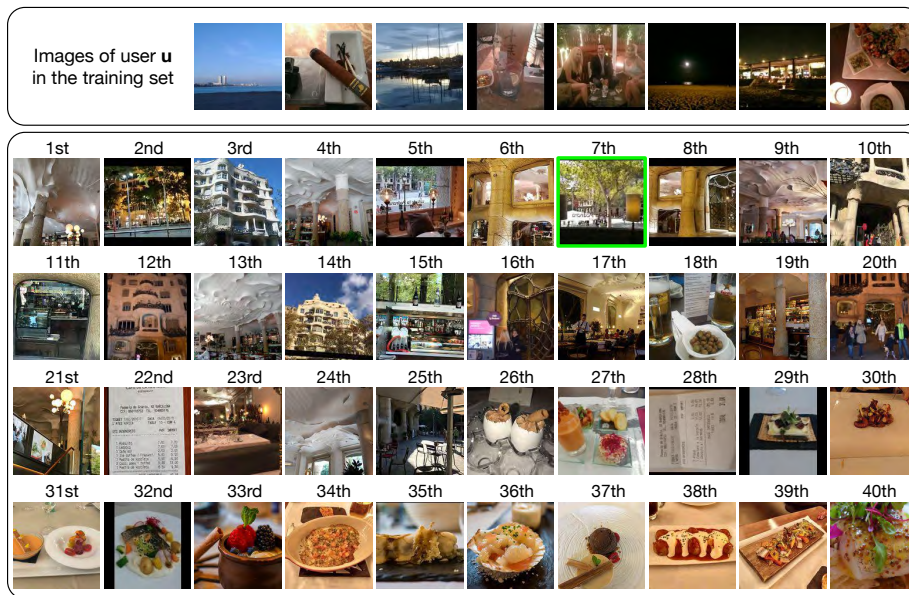 Images of user u
in the training set
1st 2nd 3rd 4th 5th 6th 7th 8th 9th 10th
11th 12th 13th 14th 15th 16th 17th 18th 19th 20th
21st 22nd 23rd 24th 25th 26th 27th 28th 29th 30th
31st 32nd 33rd 34th 35th 36th 37th 38th 39th 40th